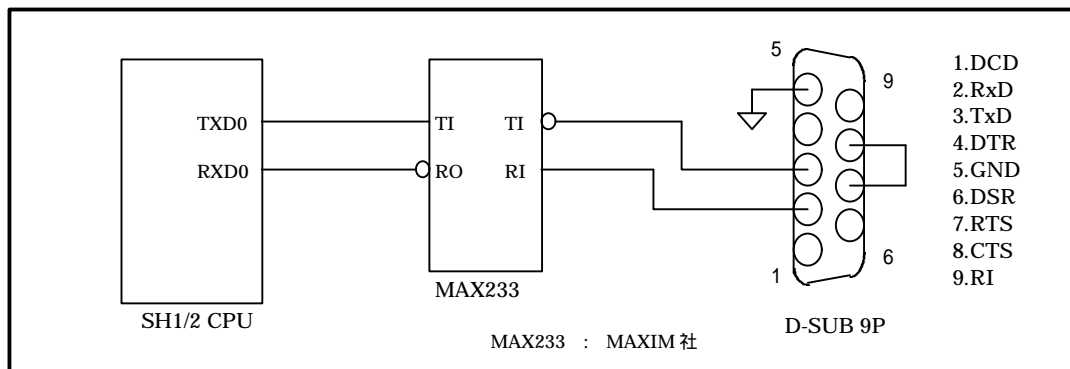 TXD0
RXD0
SH1/2 CPU
TI
RO
TI
RI
MAX233
MAX233 : MAXIM 社
5
9
1
6
D-SUB 9P
1.DCD
2.RxD
3.TxD
4.DTR
5.GND
6.DSR
7.RTS
8.CTS
9.RI